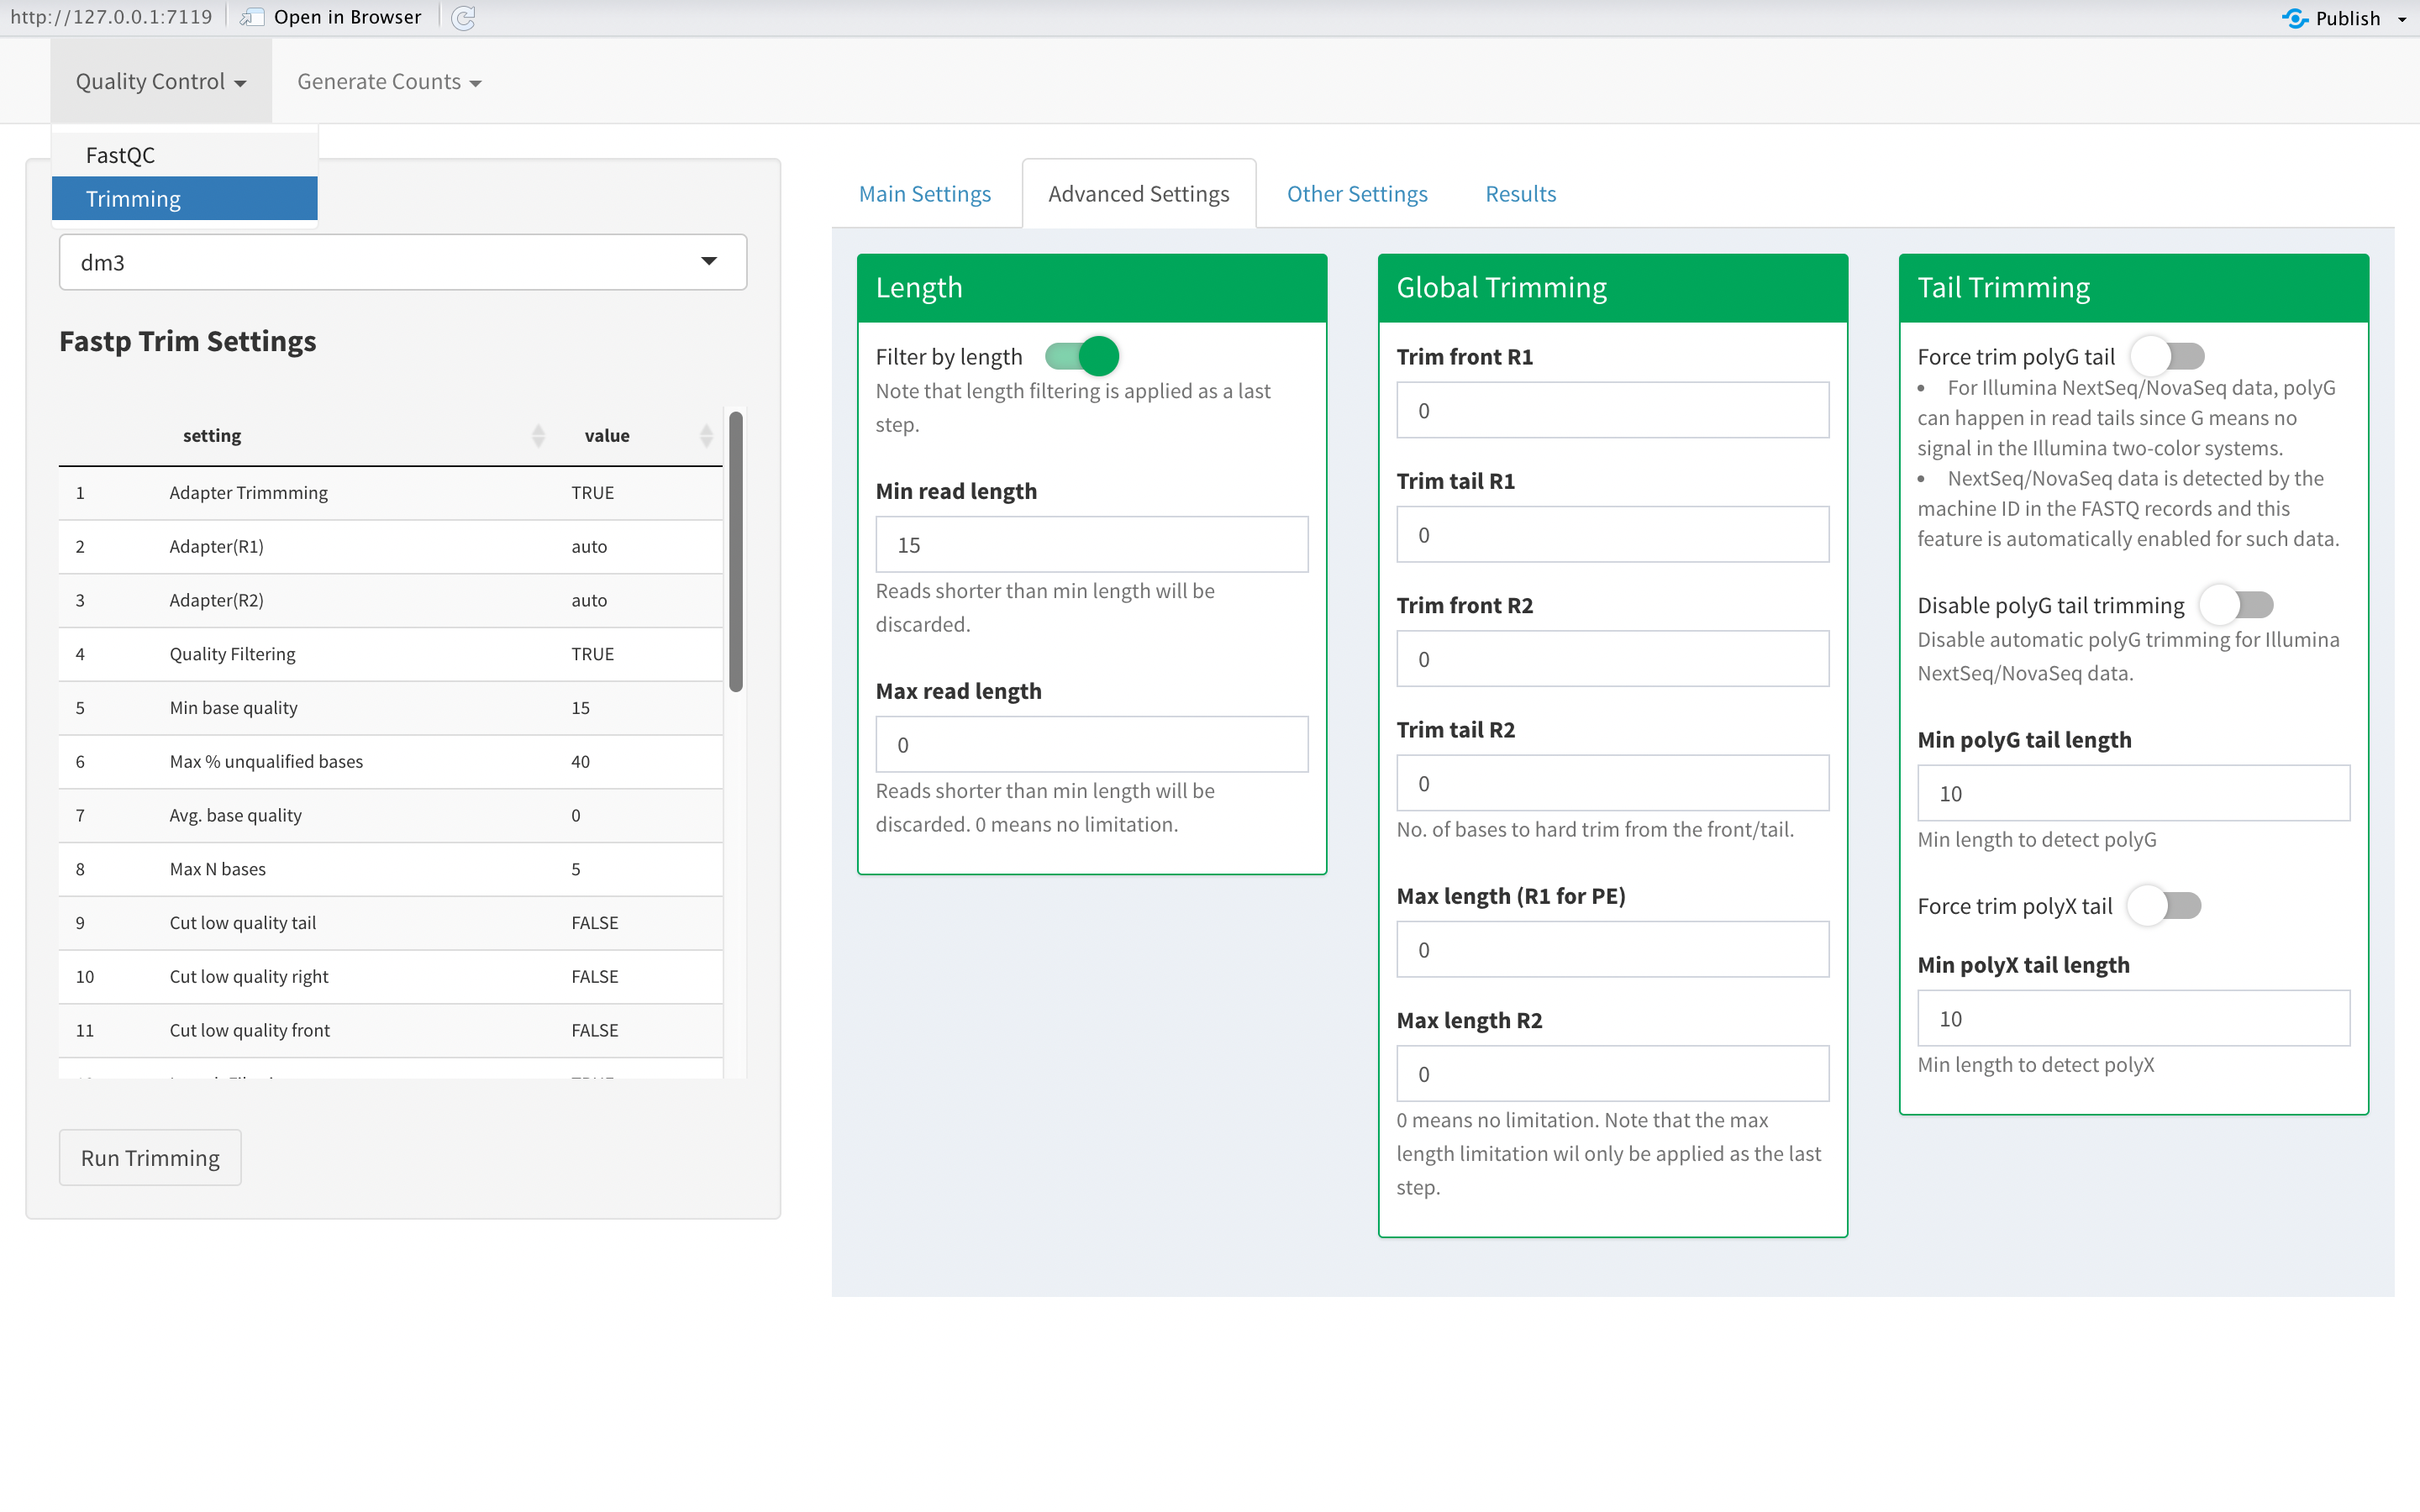 http://127.0.0.1:7119 Open in Browser Publish
Quality Control Generate Counts
FastQC
Trimming
dm3
Fastp Trim Settings
setting value
1 Adapter Trimmming TRUE
2 Adapter(R1) auto
3 Adapter(R2) auto
4 Quality Filtering TRUE
5 Min base quality 15
6 Max % unqualified bases 40
7 Avg. base quality 0
8 Max N bases 5
9 Cut low quality tail FALSE
10 Cut low quality right FALSE
11 Cut low quality front FALSE
Run Trimming
Main Settings Advanced Settings Other Settings Results
Length
Filter by length
Note that length filtering is applied as a last
step.
Min read length
15
Reads shorter than min length will be
discarded.
Max read length
0
Reads shorter than min length will be
discarded. 0 means no limitation.
Global Trimming
Trim front R1
0
Trim tail R1
0
Trim front R2
0
Trim tail R2
0
No. of bases to hard trim from the front/tail.
Max length (R1 for PE)
0
Max length R2
0
0 means no limitation. Note that the max
length limitation wil only be applied as the last
step.
Tail Trimming
Force trim polyG tail
• For Illumina NextSeq/NovaSeq data, polyG
can happen in read tails since G means no
signal in the Illumina two-color systems.
• NextSeq/NovaSeq data is detected by the
machine ID in the FASTQ records and this
feature is automatically enabled for such data.
Disable polyG tail trimming
Disable automatic polyG trimming for Illumina
NextSeq/NovaSeq data.
Min polyG tail length
10
Min length to detect polyG
Force trim polyX tail
Min polyX tail length
10
Min length to detect polyX